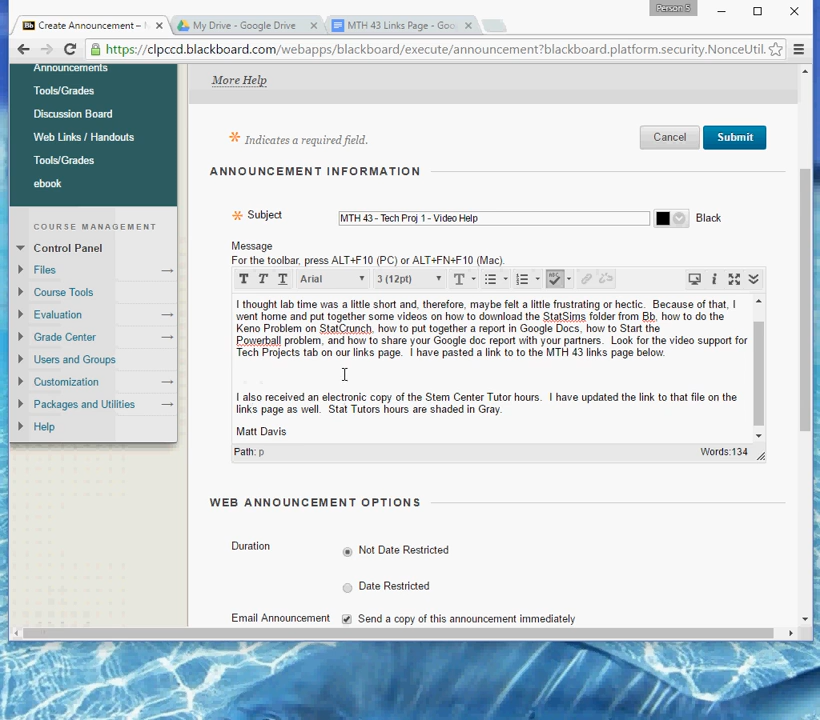 Person 5
Create Announcement –
My Drive - Google Drive
MTH 43 Links Page - Goo
https://clpccd.blackboard.com/webapps/blackboard/execute/announcement?blackboard.platform.security.NonceUtil.
Announcements
Tools/Grades
Discussion Board
Web Links / Handouts
Tools/Grades
ebook
COURSE MANAGEMENT
Control Panel
Files
Course Tools
Evaluation
Grade Center
Users and Groups
Customization
Packages and Utilities
Help
More Help
Indicates a required field.
Cancel
Submit
ANNOUNCEMENT INFORMATION
Subject
MTH 43 - Tech Proj 1 - Video Help
Black
Message
For the toolbar, press ALT+F10 (PC) or ALT+FN+F10 (Mac).
T T T Arial 3 (12pt) T
I thought lab time was a little short and, therefore, maybe felt a little frustrating or hectic. Because of that, I
went home and put together some videos on how to download the StatSims folder from Bb, how to do the
Keno Problem on StatCrunch, how to put together a report in Google Docs, how to Start the
Powerball problem, and how to share your Google doc report with your partners. Look for the video support for
Tech Projects tab on our links page. I have pasted a link to to the MTH 43 links page below.
I also received an electronic copy of the Stem Center Tutor hours. I have updated the link to that file on the
links page as well. Stat Tutors hours are shaded in Gray.
Matt Davis
Path: p
Words:134
WEB ANNOUNCEMENT OPTIONS
Duration
Not Date Restricted
Date Restricted
Email Announcement
Send a copy of this announcement immediately